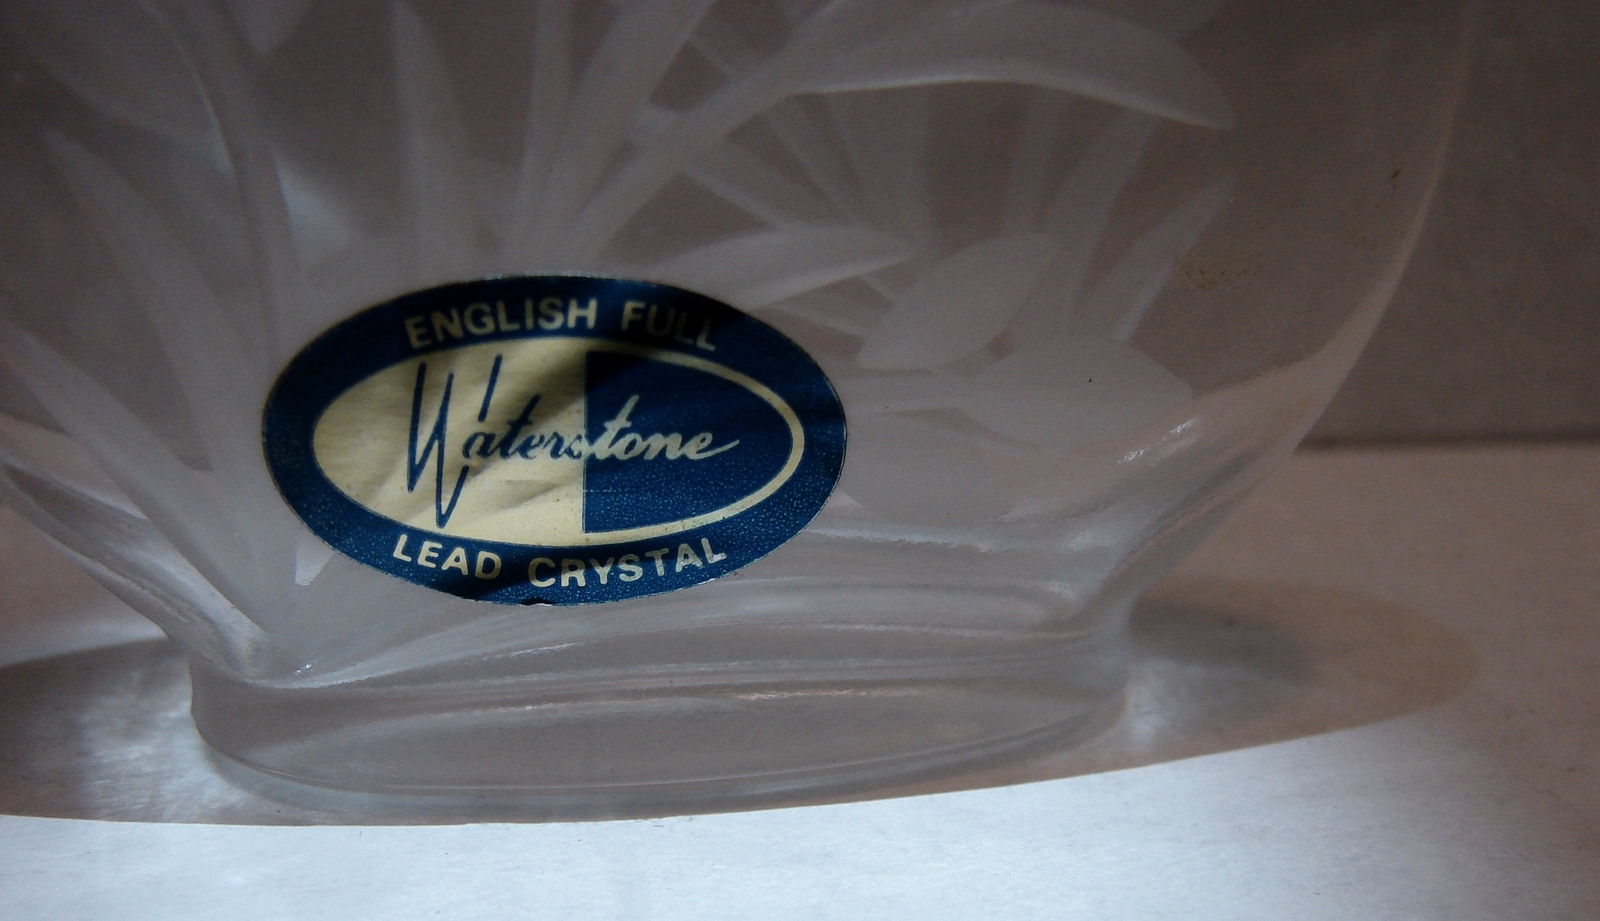 ENGLISH FULL
Waterstone
LEAD CRYSTAL